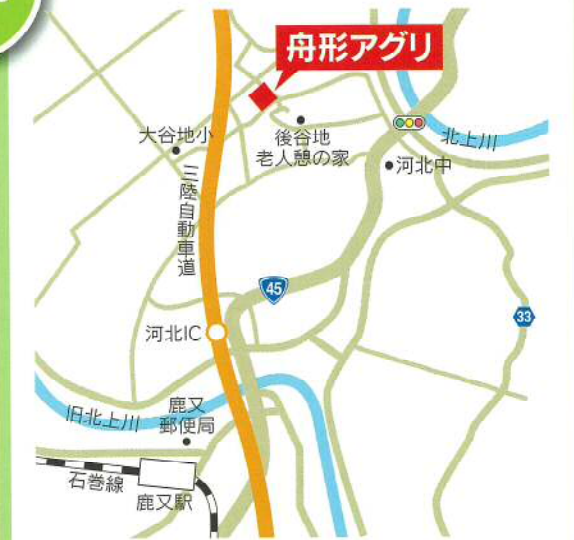 舟形アグリ
大谷地小
後谷地
老人憩の家
北上川
河北中
三陸自動車道
45
33
河北IC
旧北上川
鹿又
郵便局
石巻線
鹿又駅